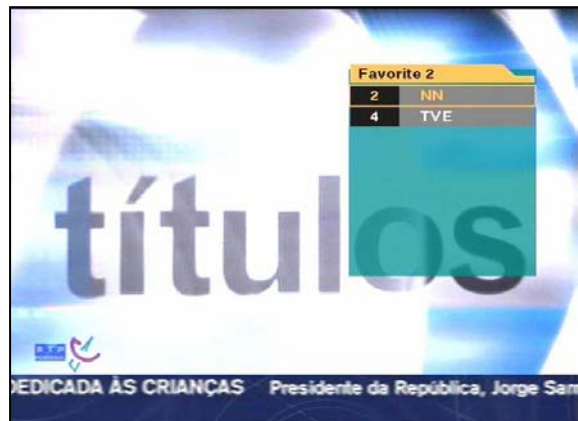 Favorite 2
2 NN
4 TVE
títulos
RTP
DEDICADA ÀS CRIANÇAS Presidente da República, Jorge Sam